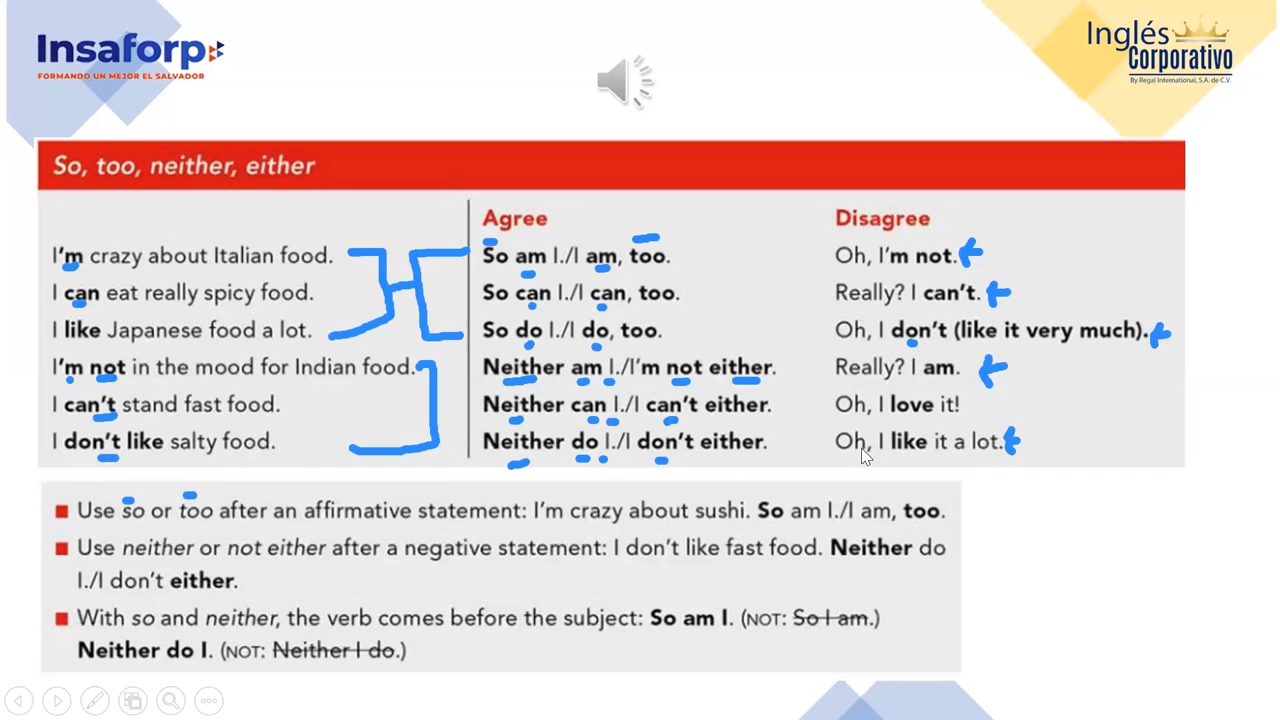 Insaforp
FORMANDO UN MEJOR EL SALVADOR
Inglés
Corporativo
By Regal International, S.A. de C.V.
So, too, neither, either
Agree Disagree
I'm crazy about Italian food. So am I./I am, too. Oh, I'm not.
I can eat really spicy food. So can I./I can, too. Really? I can't.
I like Japanese food a lot. So do I./I do, too. Oh, I don't (like it very much).
I'm not in the mood for Indian food. Neither am I./I'm not either. Really? I am.
I can't stand fast food. Neither can I./I can't either. Oh, I love it!
I don't like salty food. Neither do I./I don't either. Oh, I like it a lot.
Use so or too after an affirmative statement: I'm crazy about sushi. So am I./I am, too.
Use neither or not either after a negative statement: I don't like fast food. Neither do
I./I don't either.
With so and neither, the verb comes before the subject: So am I. (NOT: So I am.)
Neither do I. (NOT: Neither I do.)